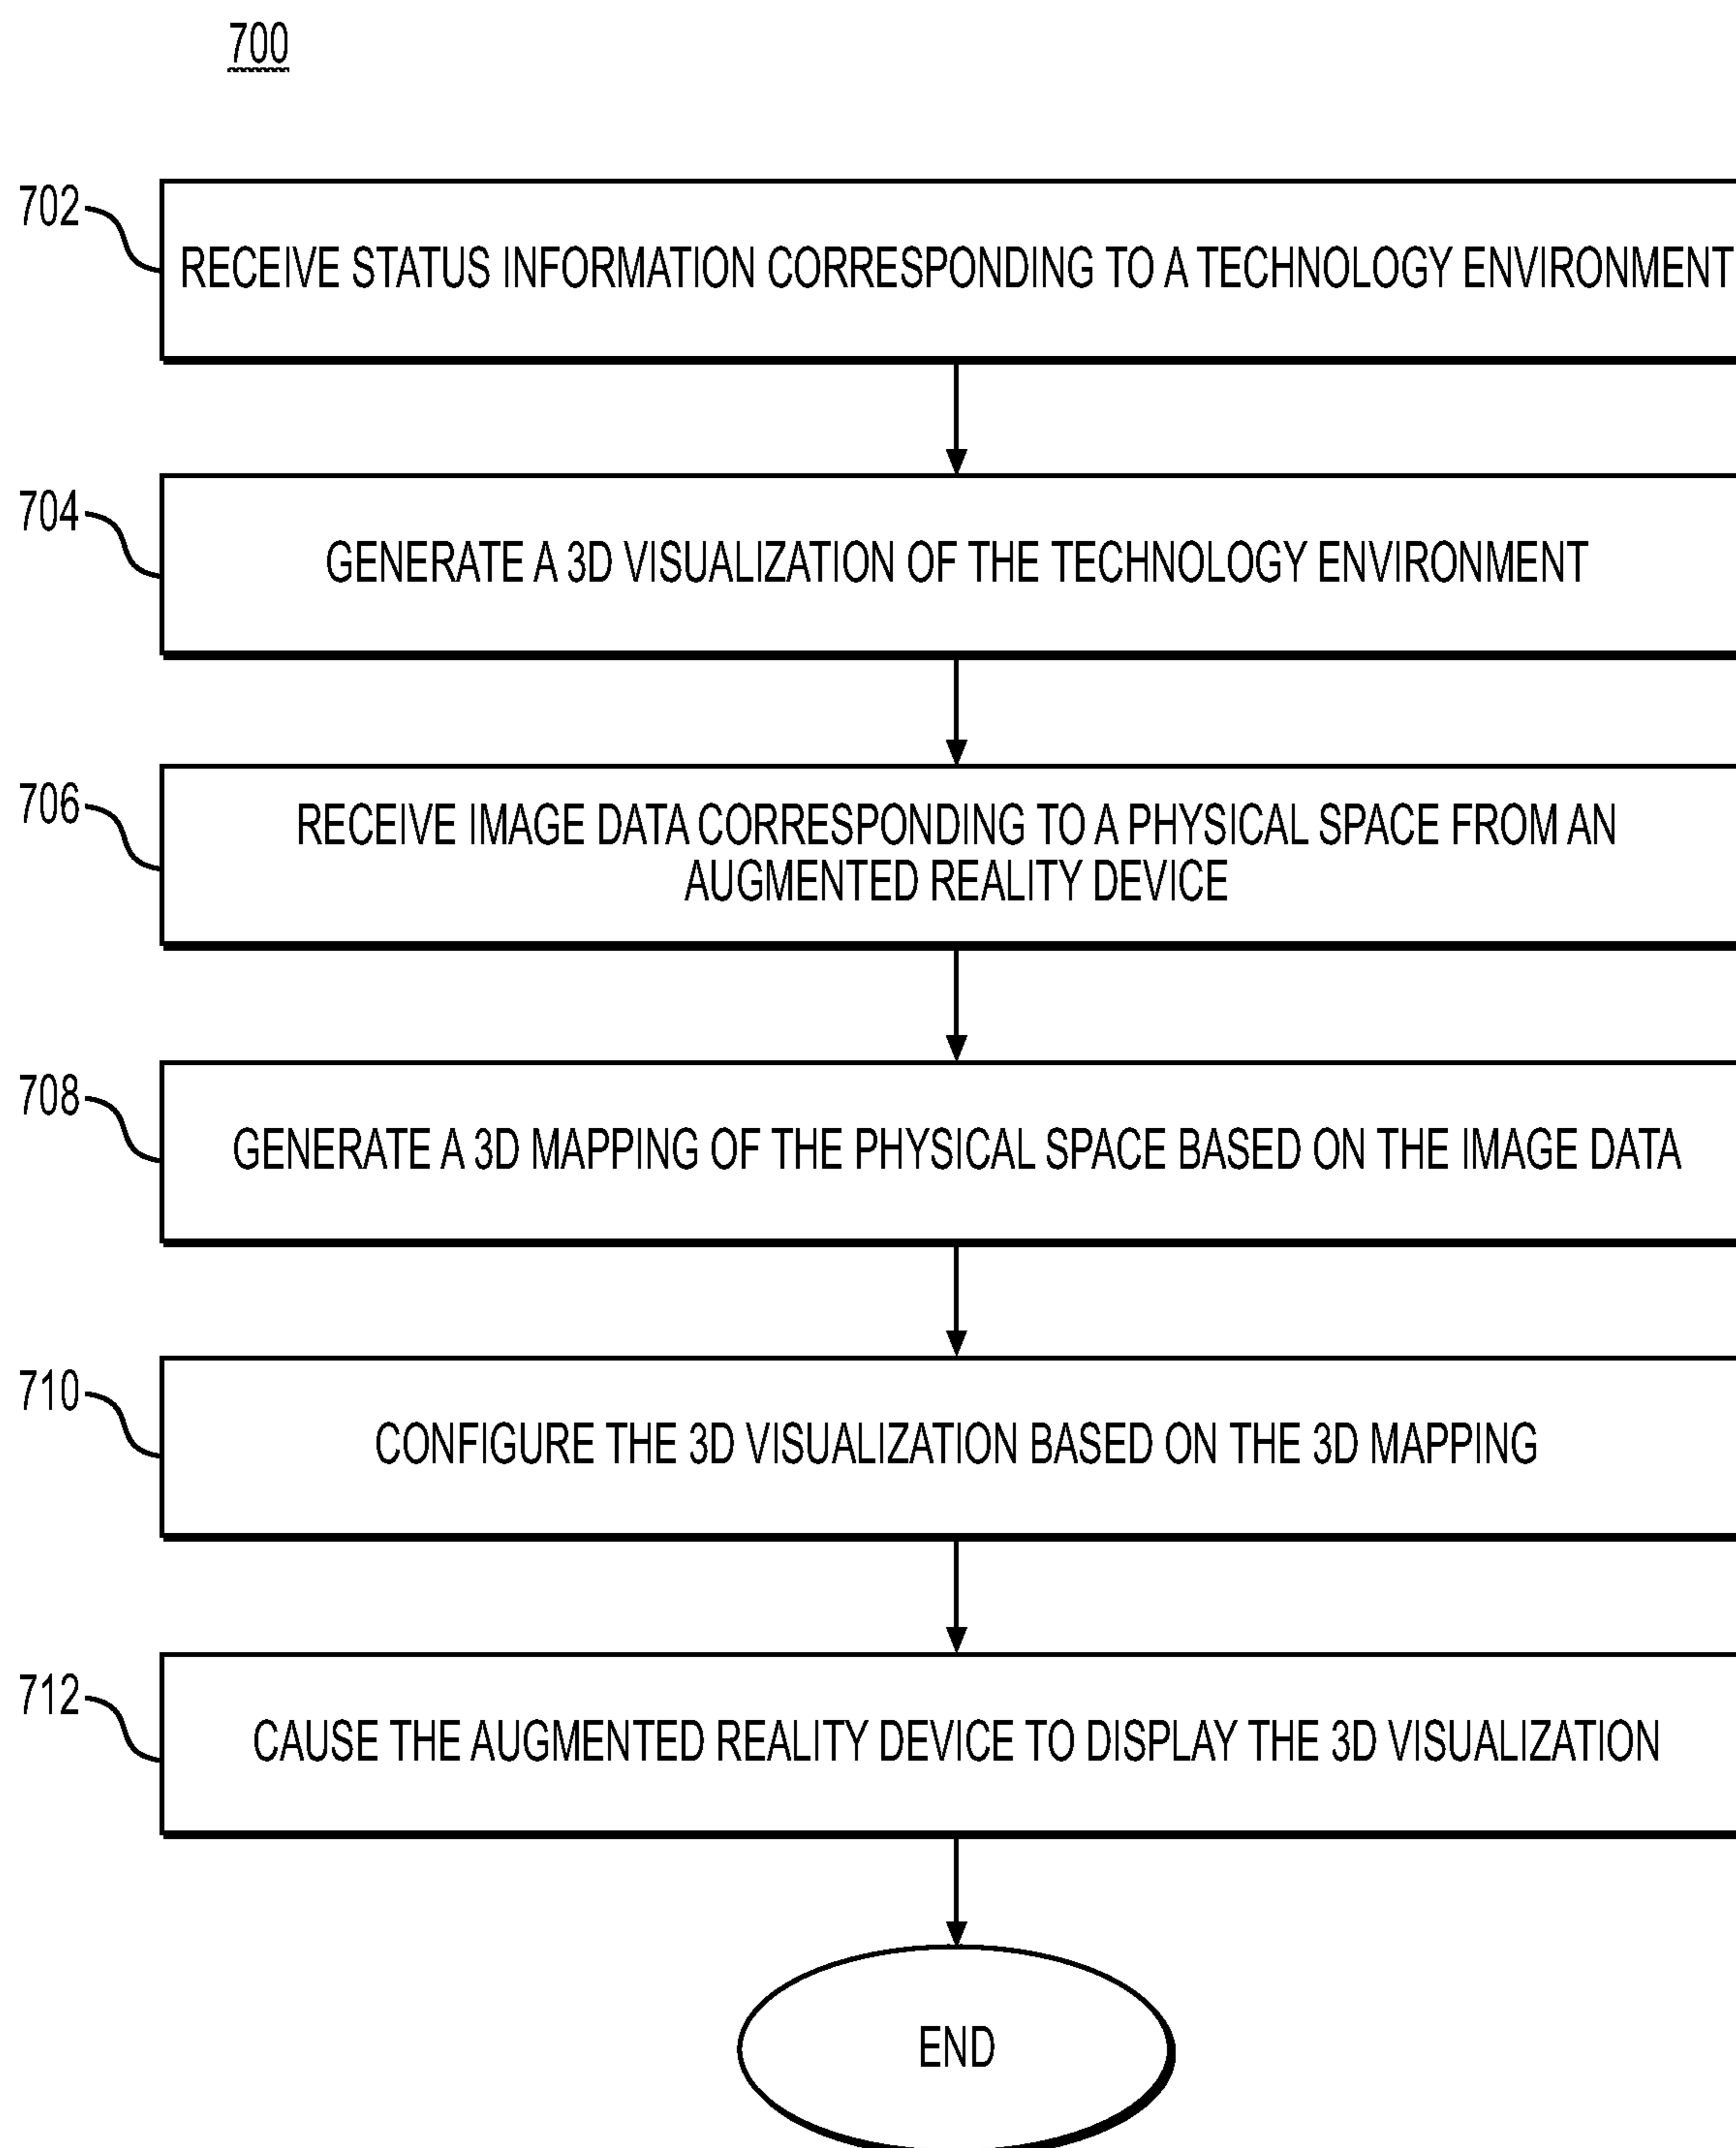 700
702
RECEIVE STATUS INFORMATION CORRESPONDING TO A TECHNOLOGY ENVIRONMENT
704
GENERATE A 3D VISUALIZATION OF THE TECHNOLOGY ENVIRONMENT
706
RECEIVE IMAGE DATA CORRESPONDING TO A PHYSICAL SPACE FROM AN
AUGMENTED REALITY DEVICE
708
GENERATE A 3D MAPPING OF THE PHYSICAL SPACE BASED ON THE IMAGE DATA
710
CONFIGURE THE 3D VISUALIZATION BASED ON THE 3D MAPPING
712
CAUSE THE AUGMENTED REALITY DEVICE TO DISPLAY THE 3D VISUALIZATION
END